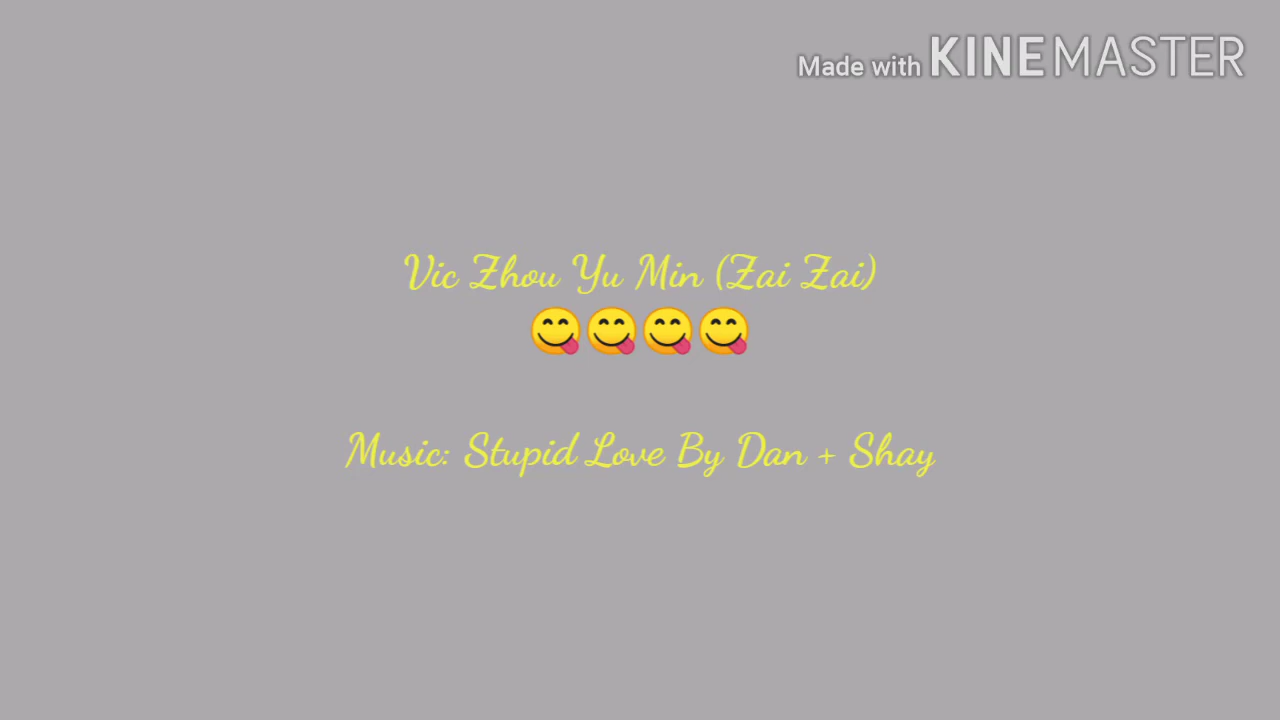 Made with KINEMASTER
Vic Zhou Yu Min (Zai Zai)
😋😋😋😋
Music: Stupid Love By Dan + Shay